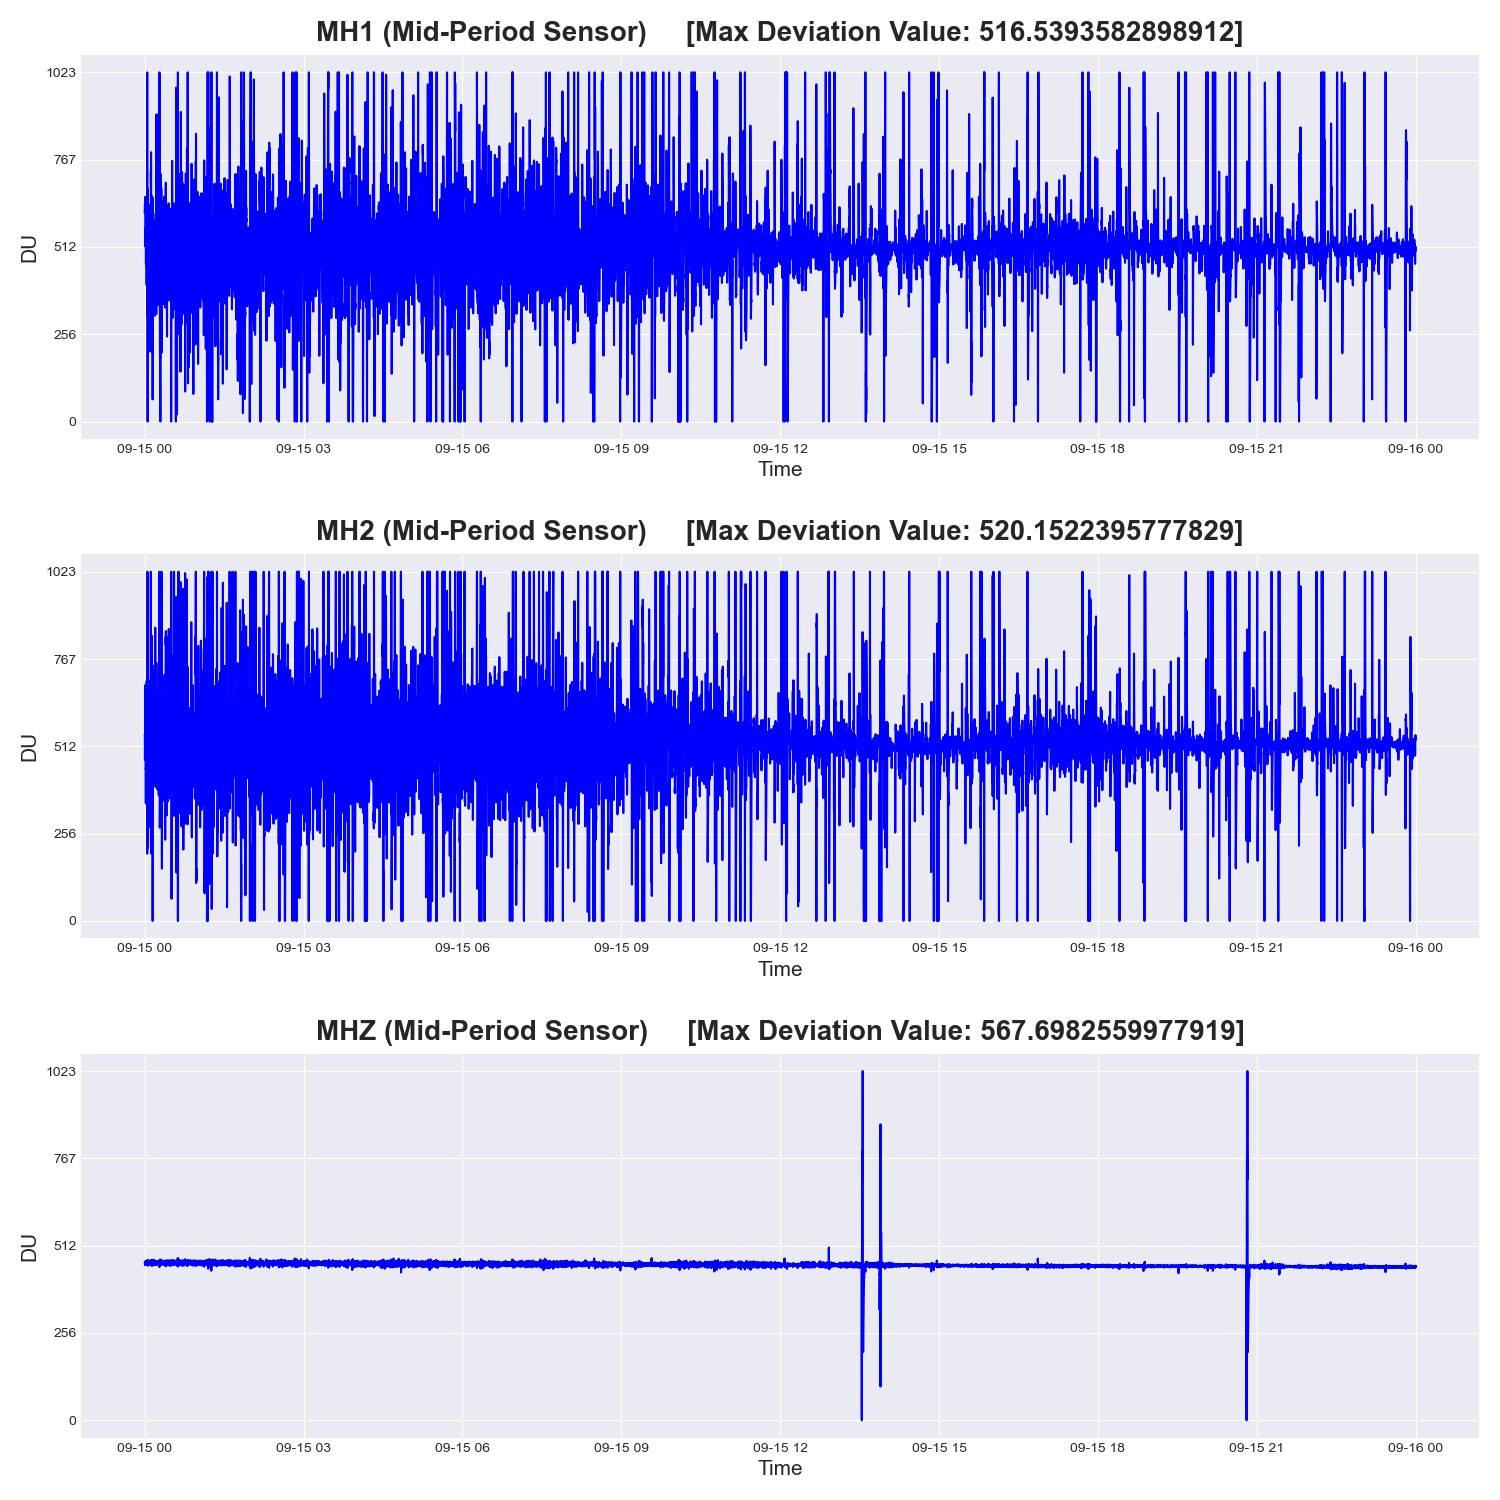 MH1 (Mid-Period Sensor) [Max Deviation Value: 516.5393582898912]
1023
767
512
256
0
DU
09-15 00 09-15 03 09-15 06 09-15 09 09-15 12 09-15 15 09-15 18 09-15 21 09-16 00
Time
MH2 (Mid-Period Sensor) [Max Deviation Value: 520.1522395777829]
1023
767
512
256
0
DU
09-15 00 09-15 03 09-15 06 09-15 09 09-15 12 09-15 15 09-15 18 09-15 21 09-16 00
Time
MHZ (Mid-Period Sensor) [Max Deviation Value: 567.6982559977919]
1023
767
512
256
0
DU
09-15 00 09-15 03 09-15 06 09-15 09 09-15 12 09-15 15 09-15 18 09-15 21 09-16 00
Time